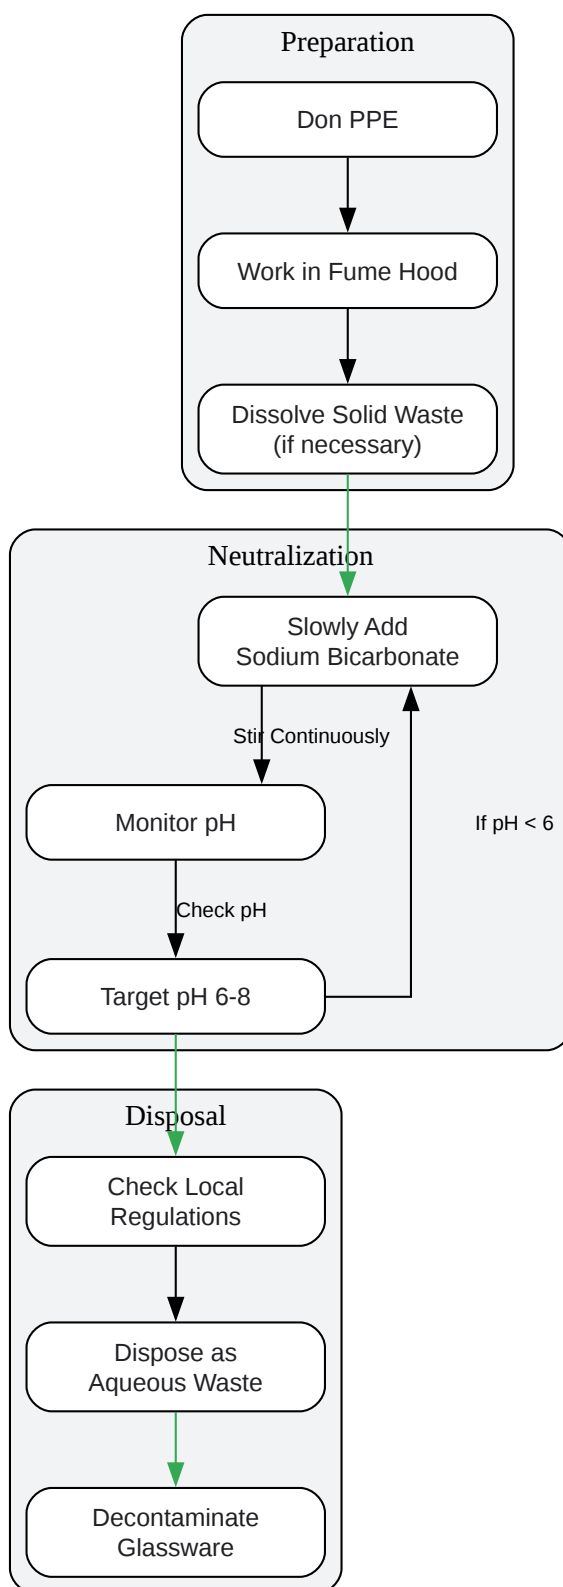 Preparation
Don PPE
Work in Fume Hood
Dissolve Solid Waste
(if necessary)
Neutralization
Slowly Add
Sodium Bicarbonate
Stir Continuously
Monitor pH
If pH < 6
Check pH
Target pH 6-8
Disposal
Check Local
Regulations
Dispose as
Aqueous Waste
Decontaminate
Glassware